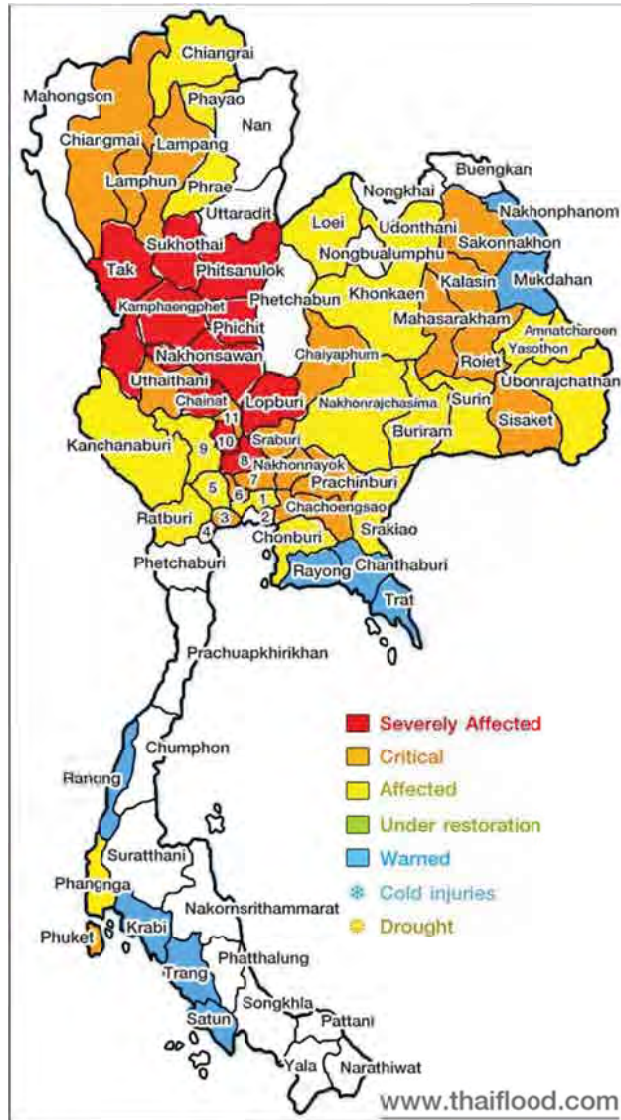 Chiangrai
Mahongson
Phayao
Nan
Chiangmai
Lampang
Lamphun
Phrae
Uttaradit
Buengkan
Nongkhai
Loei
Udonthani
Nakhonphanom
Sakonnakhon
Sukhothai
Nongbualumphu
Tak
Phitsanulok
Kalasin
Mukdahan
Khonkaen
Kamphaengphet
Phetchabun
Phichit
Mahasarakham
Amnatcharoen
Yasothon
Nakhonsawan
Chaiyaphum
Roiet
Uthaithani
Ubonrajchathan
Chainat
Lopburi
Nakhonrajchasima
Surin
11
Sisaket
Kanchanaburi
10
Sraburi
Buriram
9
8
Nakhonnayok
7
Prachinburi
5
6
1
Chachoengsao
Ratburi
3
2
4
Chonburi
Srakiao
Phetchaburi
Rayong
Chanthaburi
Trat
Prachuapkhirikhan
Severely Affected
Chumphon
Critical
Ranong
Affected
Under restoration
Suratthani
Warned
Phangnga
Cold injuries
Nakornsrithammarat
Phuket
Krabi
Drought
Phatthalung
Trang
Songkhla
Satun
Pattani
Yala
Narathiwat
www.thaiflood.com